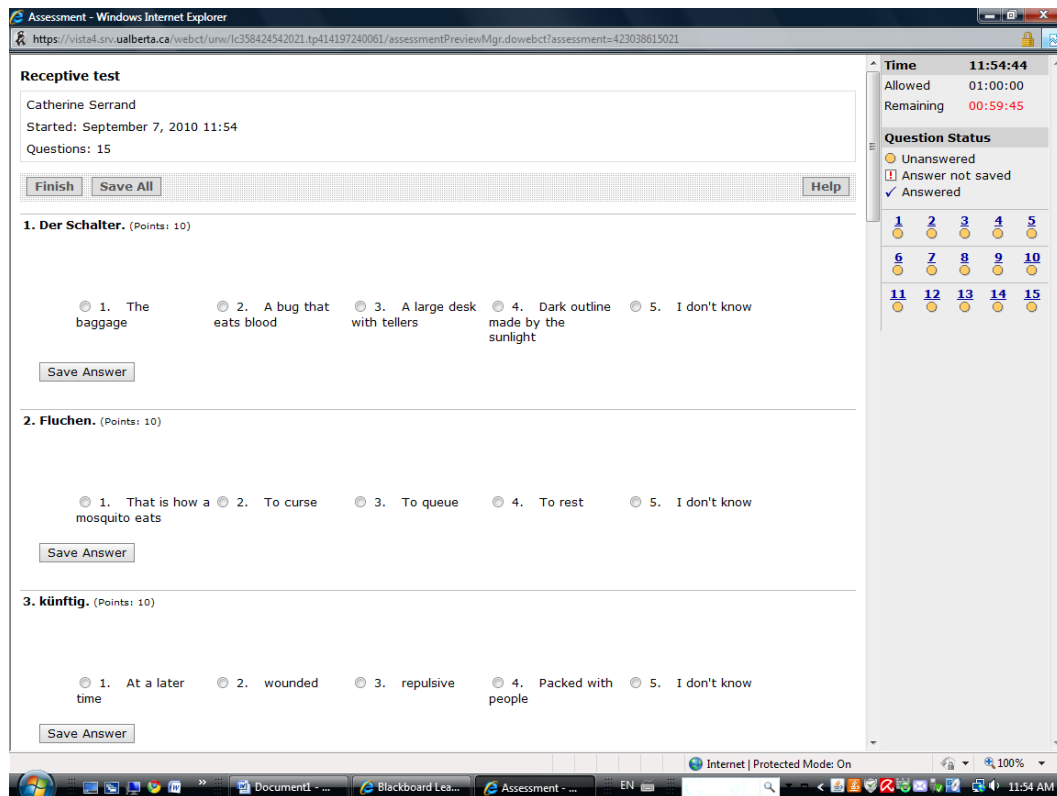 Assessment - Windows Internet Explorer
https://vista4.srv.ualberta.ca/webct/urw/lc358424542021.tp414197240061/assessmentPreviewMgr.dowebct?assessment=423038615021
Receptive test
Catherine Serrand
Started: September 7, 2010 11:54
Questions: 15
Finish Save All Help
1. Der Schalter. (Points: 10)
1. The baggage
2. A bug that eats blood
3. A large desk with tellers
4. Dark outline made by the sunlight
5. I don't know
Save Answer
2. Fluchen. (Points: 10)
1. That is how a mosquito eats
2. To curse
3. To queue
4. To rest
5. I don't know
Save Answer
3. künftig. (Points: 10)
1. At a later time
2. wounded
3. repulsive
4. Packed with people
5. I don't know
Save Answer
Time 11:54:44
Allowed 01:00:00
Remaining 00:59:45
Question Status
Unanswered
! Answer not saved
✓ Answered
1 2 3 4 5
6 7 8 9 10
11 12 13 14 15
Internet | Protected Mode: On 100%
Document1 - ... Blackboard Lea... Assessment - ... EN 11:54 AM